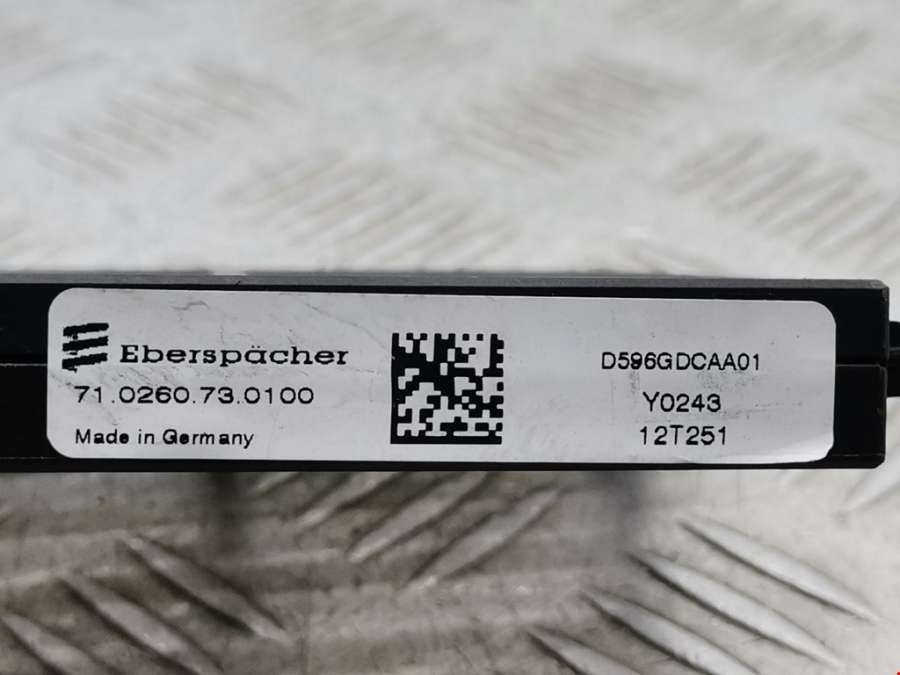 Eberspächer
71.0260.73.0100
Made in Germany
D596GDCAA01
Y0243
12T251